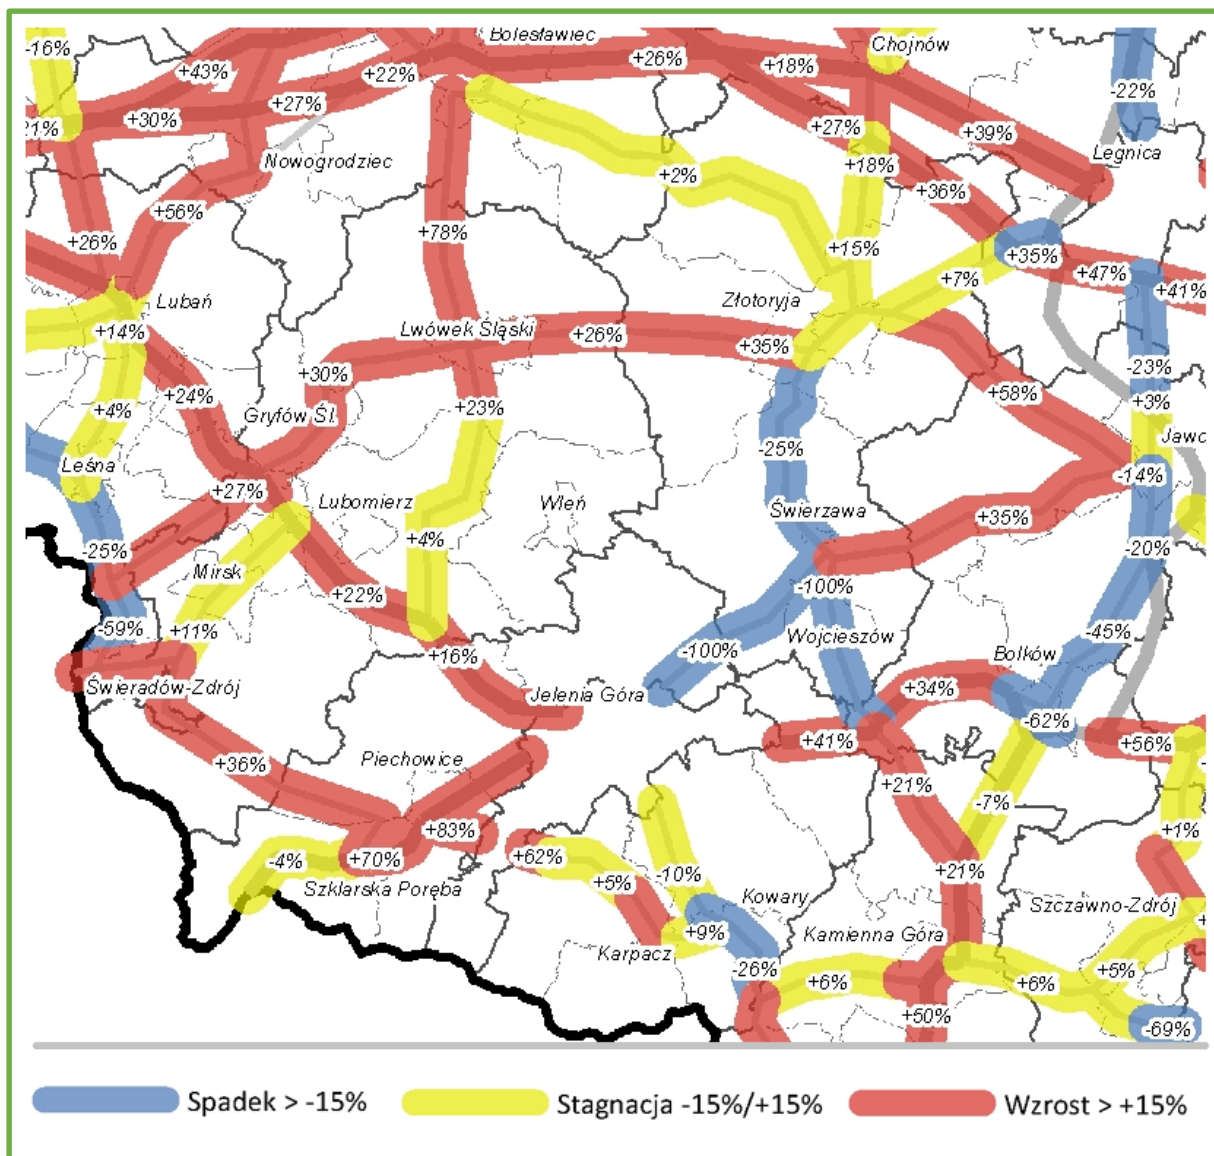 Bolesławiec
Chojnów
-16%
+43%
+22%
+26%
+18%
-22%
+27%
+30%
21%
+27%
+39%
Legnica
Nowogrodziec
+18%
+2%
+36%
+56%
+26%
+78%
+15%
+35%
+47%
+7%
+41%
Lubań
Złotoryja
+14%
Lwówek Śląski
+26%
+35%
+30%
-23%
+24%
+58%
+3%
+4%
Gryfów Śl.
+23%
Jawo
-25%
Leśna
-14%
+27%
Lubomierz
Wleń
Świerzawa
+35%
+4%
-20%
-25%
Mirsk
-100%
+22%
+11%
-59%
-45%
Wojcieszów
-100%
Bolków
+16%
Świeradów-Zdrój
Jelenia Góra
+34%
-62%
+41%
+56%
Piechowice
+36%
+21%
-7%
+83%
+1%
-4%
+70%
+62%
+5%
-10%
+21%
Szklarska Poręba
Kowary
Szczawno-Zdrój
+9%
Kamienna Góra
Karpacz
-26%
+6%
+6%
+5%
+50%
-69%
Spadek > -15%
Stagnacja -15%/+15%
Wzrost > +15%